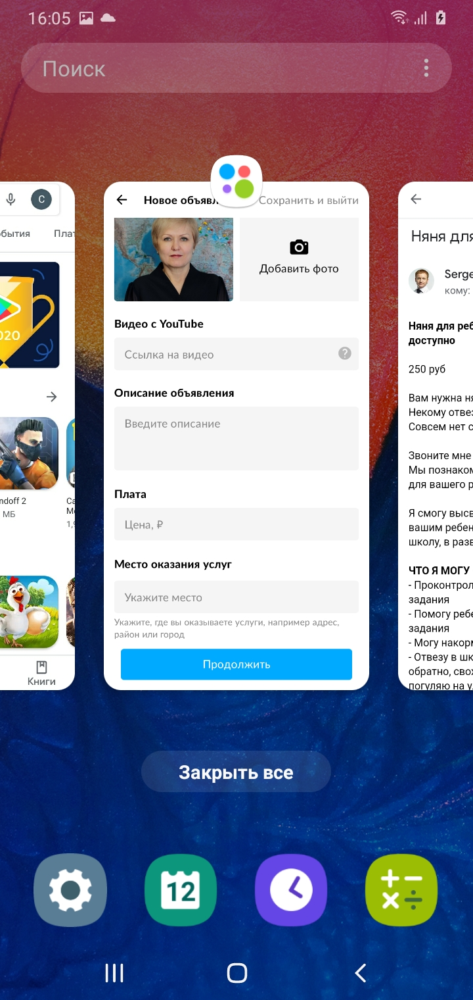 16:05
Поиск
С
бытия
Плат
020
ndoff 2
МБ
Са
Мо
1,9
Книги
Новое объявл
Сохранить и выйти
Добавить фото
Видео с YouTube
Ссылка на видео
?
Описание объявления
Введите описание
Плата
Цена, ₽
Место оказания услуг
Укажите место
Укажите, где вы оказываете услуги, например адрес,
район или город
Продолжить
Няня для
Serge
кому:
Няня для реб
доступно
250 руб
Вам нужна ня
Некому отвез
Совсем нет с
Звоните мне
Мы познаком
для вашего р
Я смогу высв
вашим ребен
школу, в разв
ЧТО Я МОГУ
- Проконтрол
задания
- Помогу ребе
задания
- Могу накорм
- Отвезу в шк
обратно, свож
погуляю на у
Закрыть все
12